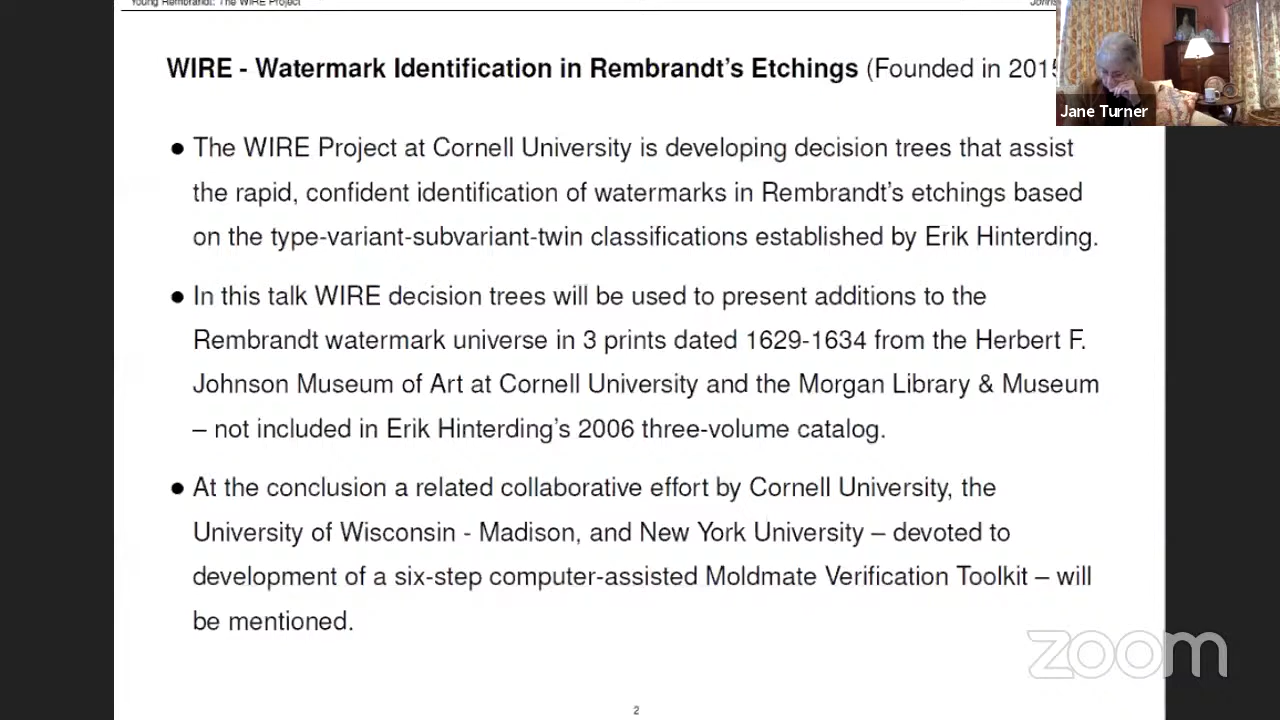 Young Rembrandt: The WIRE Project
WIRE - Watermark Identification in Rembrandt's Etchings (Founded in 2015
Jane Turner
● The WIRE Project at Cornell University is developing decision trees that assist
the rapid, confident identification of watermarks in Rembrandt's etchings based
on the type-variant-subvariant-twin classifications established by Erik Hinterding.
● In this talk WIRE decision trees will be used to present additions to the
Rembrandt watermark universe in 3 prints dated 1629-1634 from the Herbert F.
Johnson Museum of Art at Cornell University and the Morgan Library & Museum
– not included in Erik Hinterding's 2006 three-volume catalog.
● At the conclusion a related collaborative effort by Cornell University, the
University of Wisconsin - Madison, and New York University – devoted to
development of a six-step computer-assisted Moldmate Verification Toolkit – will
be mentioned.
zoom
2